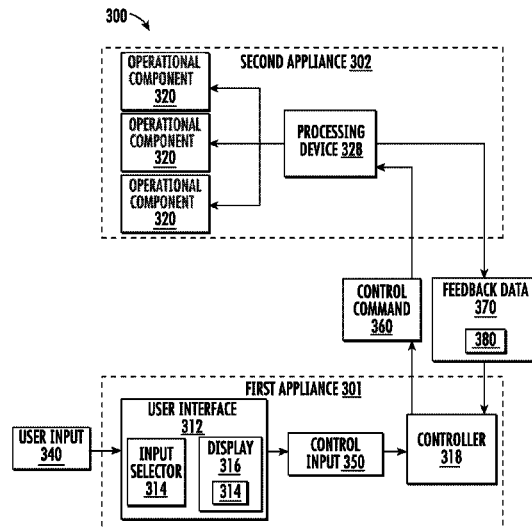 300
SECOND APPLIANCE 302
OPERATIONAL
COMPONENT
320
OPERATIONAL
COMPONENT
320
OPERATIONAL
COMPONENT
320
PROCESSING
DEVICE 328
CONTROL
COMMAND
360
FEEDBACK DATA
370
380
FIRST APPLIANCE 301
USER INPUT
340
USER INTERFACE
312
INPUT
SELECTOR
314
DISPLAY
316
314
CONTROL
INPUT 350
CONTROLLER
318